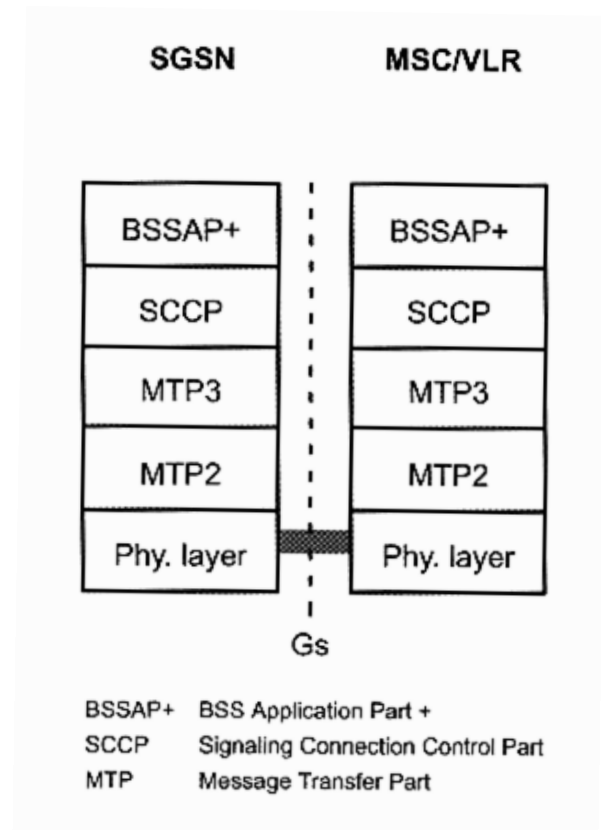 SGSN MSC/VLR
BSSAP+ BSSAP+
SCCP SCCP
MTP3 MTP3
MTP2 MTP2
Phy. layer Phy. layer
Gs
BSSAP+ BSS Application Part +
SCCP Signaling Connection Control Part
MTP Message Transfer Part